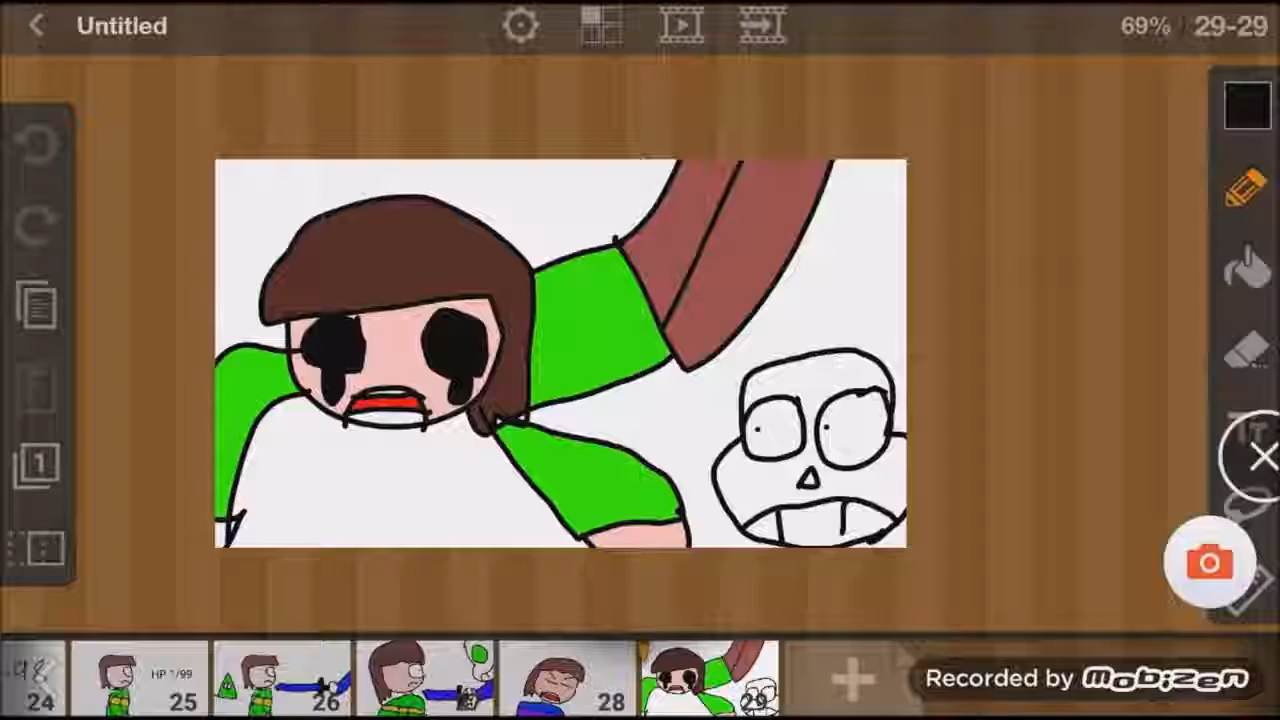 Untitled
69% / 29-29
1
HP 1/99
24
25
26
28
29
Recorded by mobizen